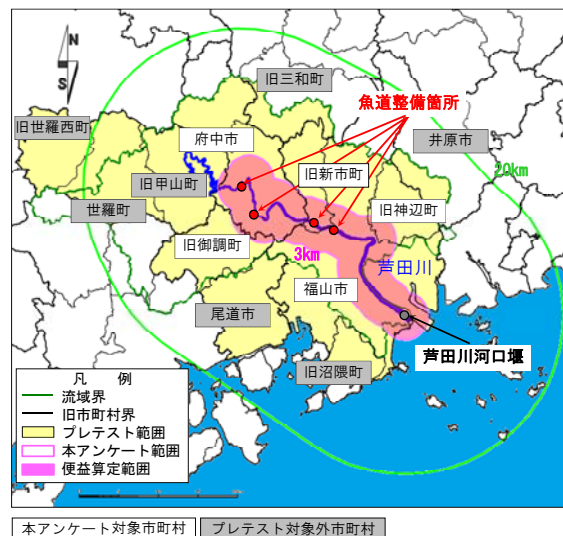 N
S
旧三和町
魚道整備箇所
旧世羅西町
府中市
井原市
20km
旧甲山町
旧新市町
世羅町
旧神辺町
旧御調町
3km
芦田川
福山市
尾道市
芦田川河口堰
旧沼隈町
凡 例
流域界
旧市町村界
プレテスト範囲
本アンケート範囲
便益算定範囲
本アンケート対象市町村
プレテスト対象外市町村